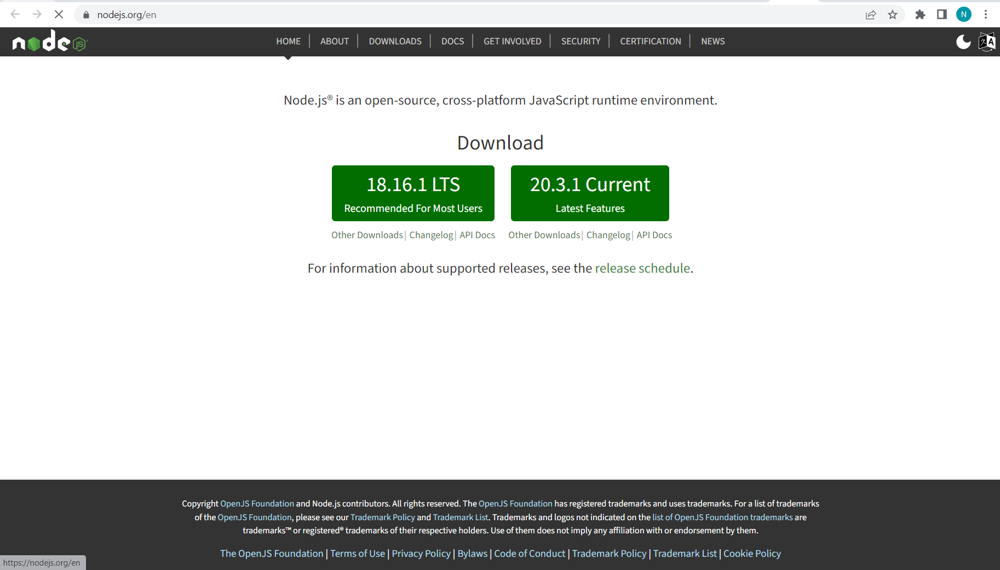 nodejs.org/en
N
node JS
HOME | ABOUT | DOWNLOADS | DOCS | GET INVOLVED | SECURITY | CERTIFICATION | NEWS
Node.js® is an open-source, cross-platform JavaScript runtime environment.
Download
18.16.1 LTS
Recommended For Most Users
20.3.1 Current
Latest Features
Other Downloads | Changelog | API Docs
Other Downloads | Changelog | API Docs
For information about supported releases, see the release schedule.
Copyright OpenJS Foundation and Node.js contributors. All rights reserved. The OpenJS Foundation has registered trademarks and uses trademarks. For a list of trademarks
of the OpenJS Foundation, please see our Trademark Policy and Trademark List. Trademarks and logos not indicated on the list of OpenJS Foundation trademarks are
trademarks™ or registered® trademarks of their respective holders. Use of them does not imply any affiliation with or endorsement by them.
The OpenJS Foundation | Terms of Use | Privacy Policy | Bylaws | Code of Conduct | Trademark Policy | Trademark List | Cookie Policy
https://nodejs.org/en